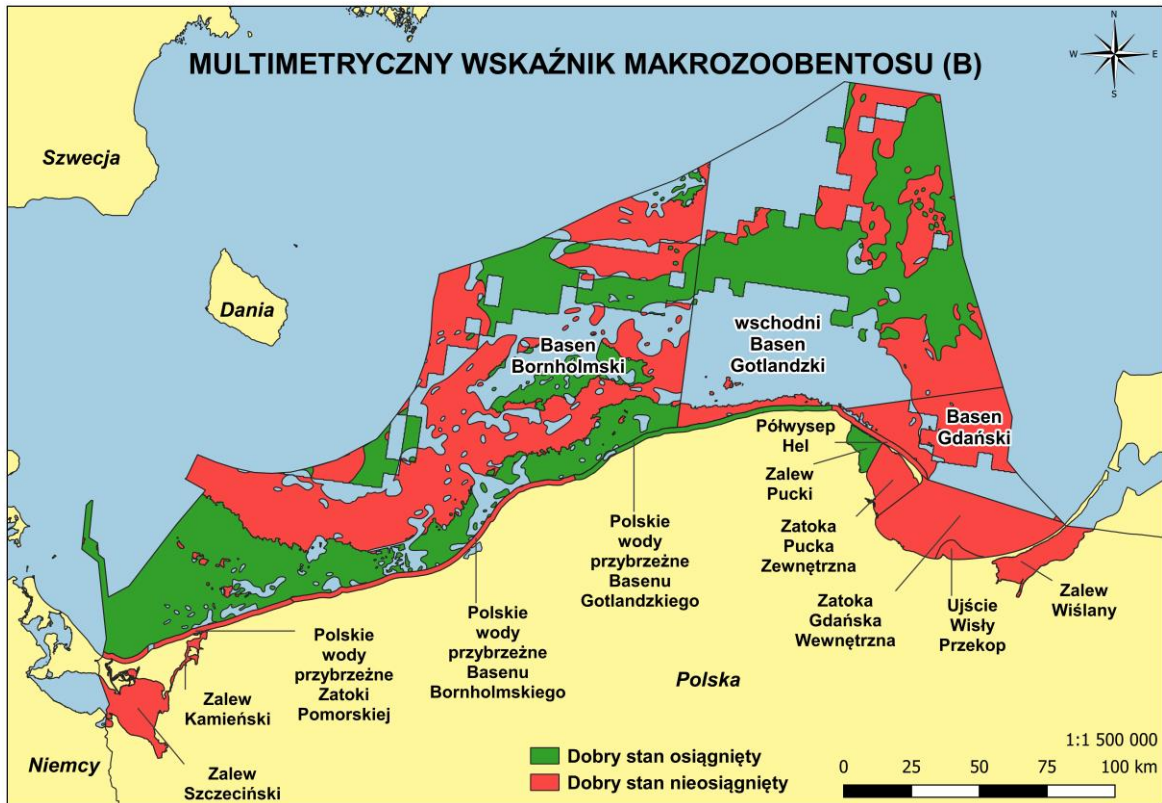 MULTIMETRYCZNY WSKAŹNIK MAKROZOOBENTOSU (B)
N
W
E
S
Szwecja
Dania
Basen
Bornholmski
wschodni
Basen
Gotlandzki
Basen
Gdański
Półwysep
Hel
Zalew
Pucki
Zatoka
Pucka
Zewnętrzna
Zatoka
Gdańska
Wewnętrzna
Ujście
Wisły
Przekop
Zalew
Wiślany
Polskie
wody
przybrzeżne
Basenu
Gotlandzkiego
Polskie
wody
przybrzeżne
Basenu
Bornholmskiego
Polskie
wody
przybrzeżne
Zatoki
Pomorskiej
Zalew
Kamieński
Zalew
Szczeciński
Niemcy
Polska
Dobry stan osiągnięty
Dobry stan nieosiągnięty
1:1 500 000
0 25 50 75 100 km